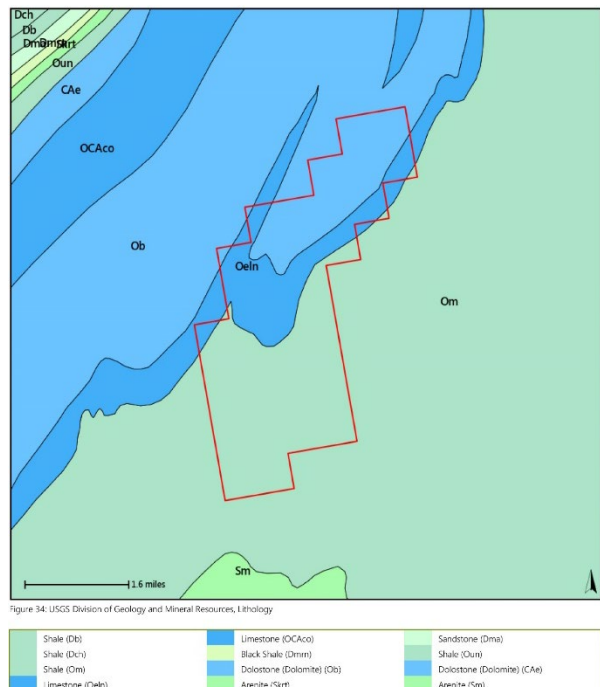 Dch
Db
Dma Dmrn Skrt
Oun
CAe
OCAco
Ob
Oeln
Om
Sm
1.6 miles
Figure 34: USGS Division of Geology and Mineral Resources, Lithology
Shale (Db)
Shale (Dch)
Shale (Om)
Limestone (Oeln)
Limestone (OCAco)
Black Shale (Dmrn)
Dolostone (Dolomite) (Ob)
Arenite (Skrt)
Sandstone (Dma)
Shale (Oun)
Dolostone (Dolomite) (CAe)
Arenite (Sm)